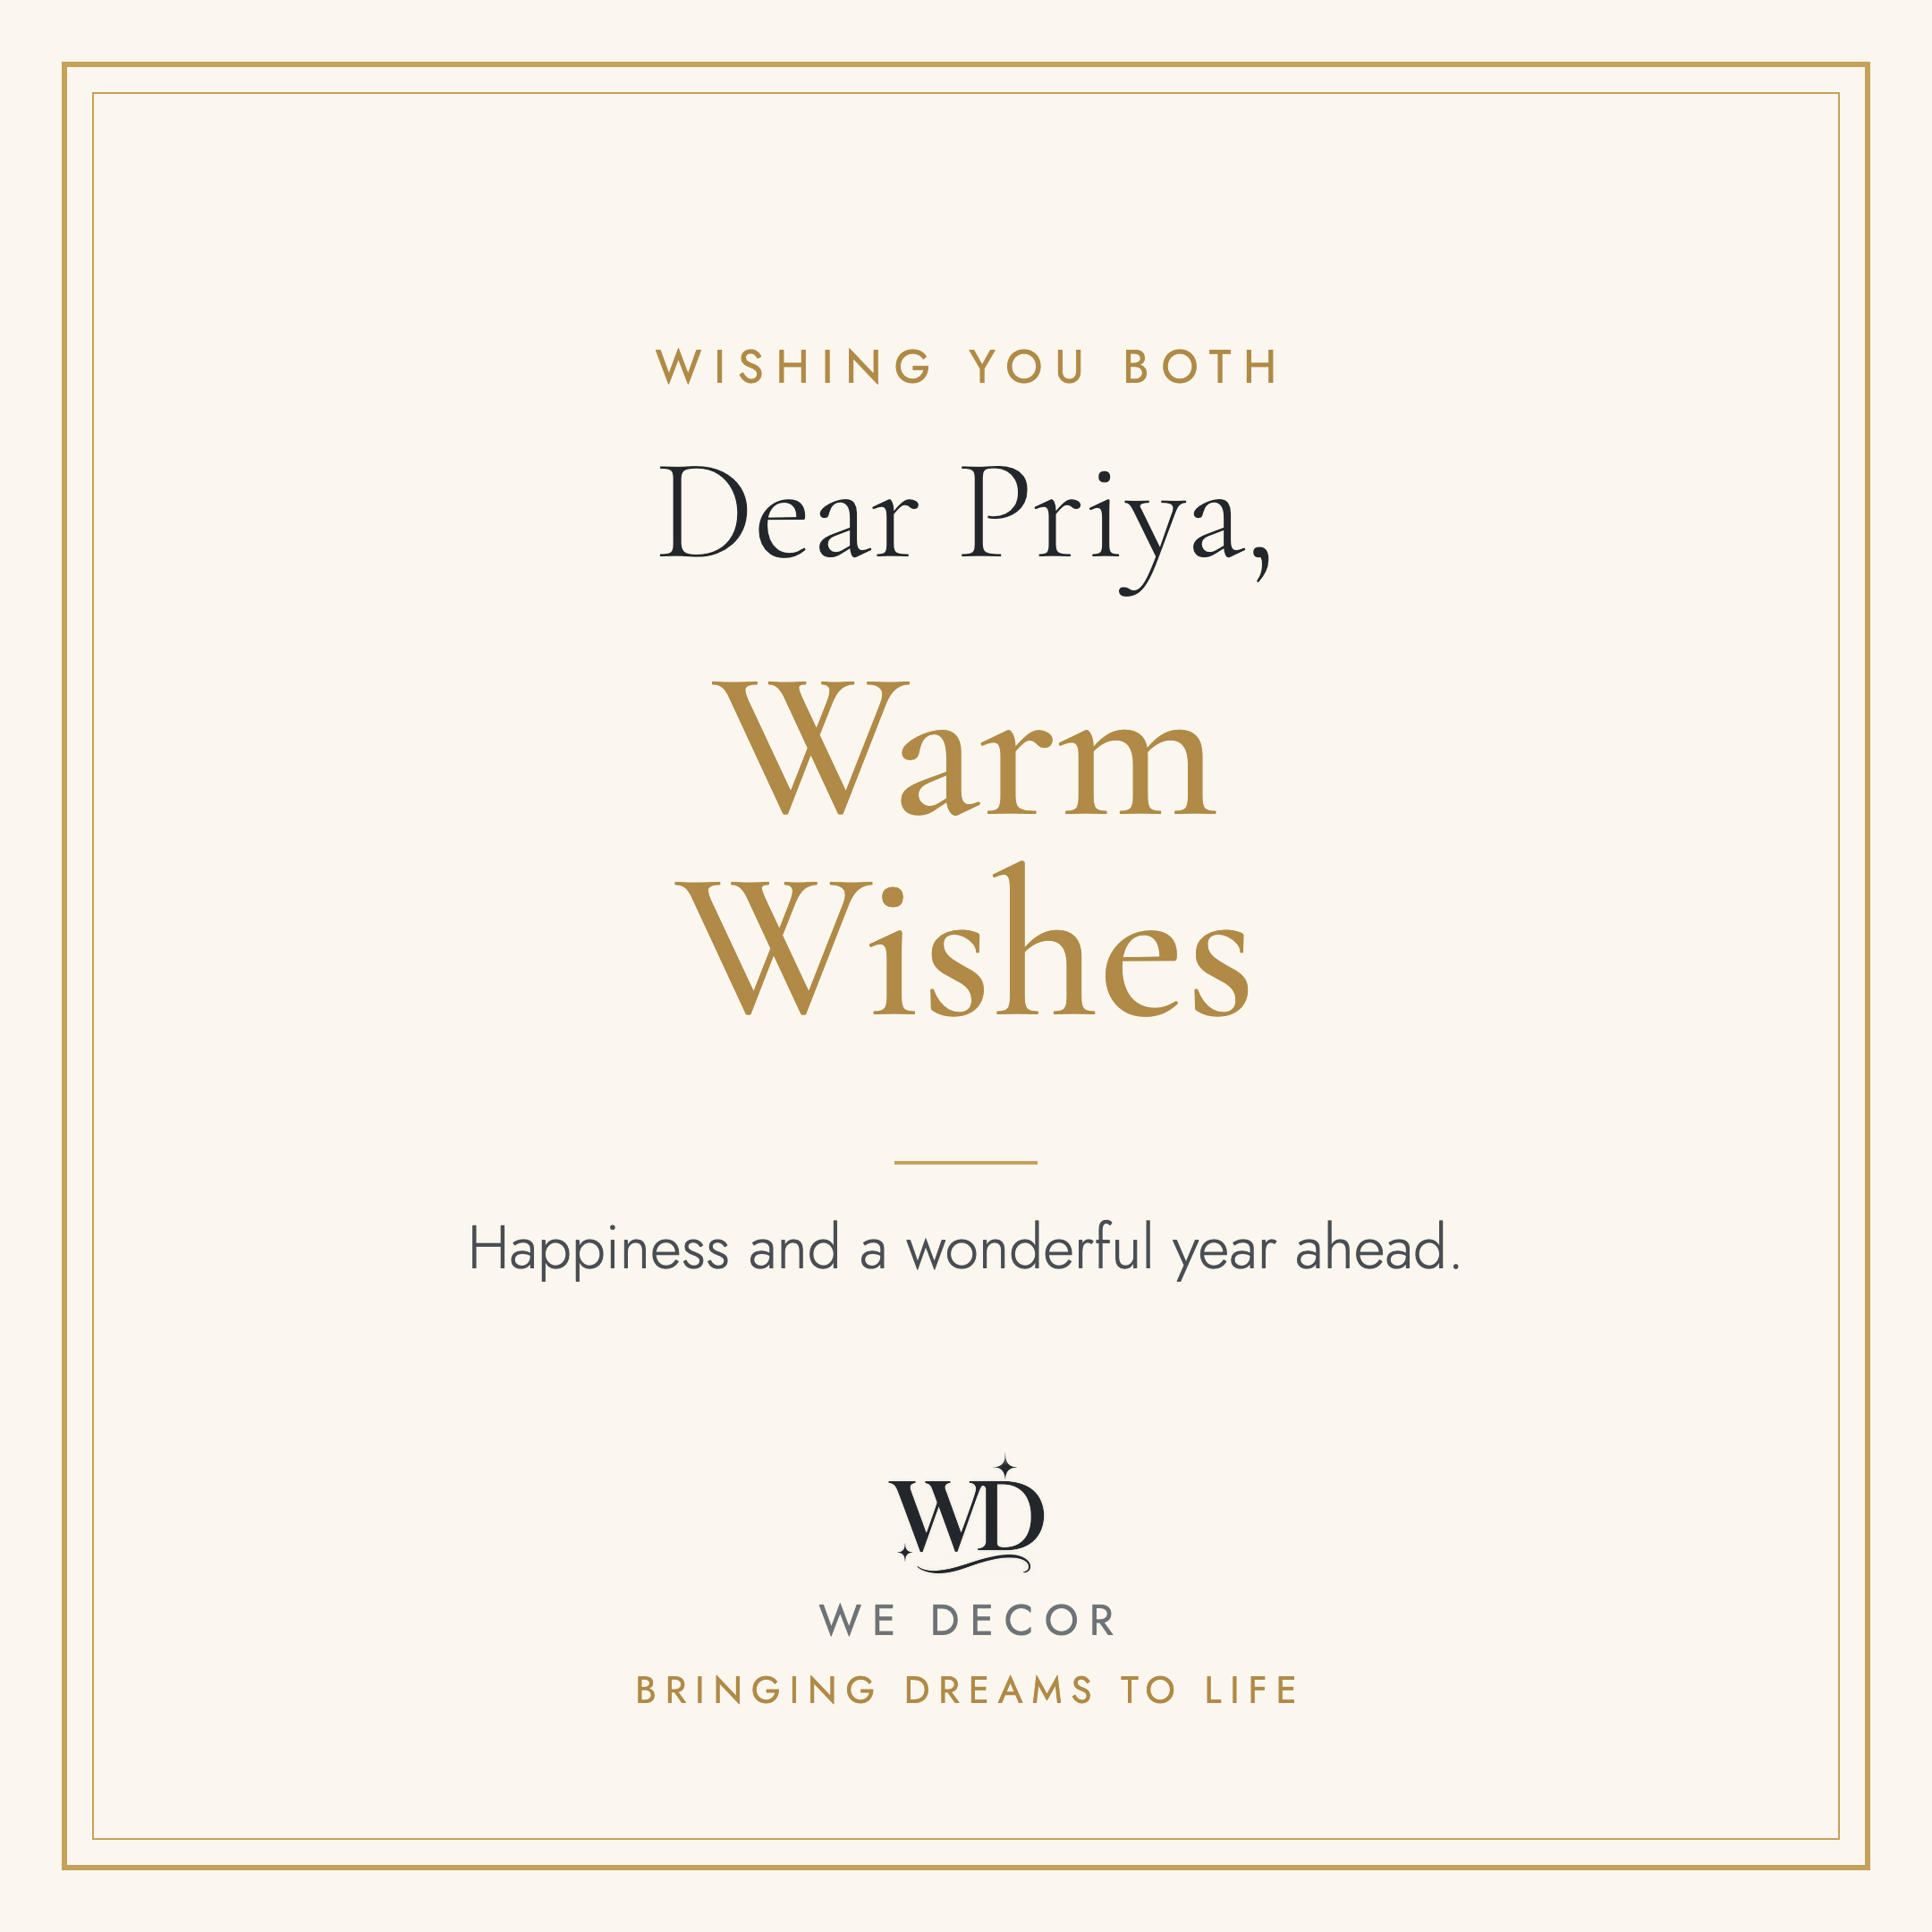 WISHING YOU BOTH
Dear Priya,
Warm
Wishes
Happiness and a wonderful year ahead.
WD
WE DECOR
BRINGING DREAMS TO LIFE